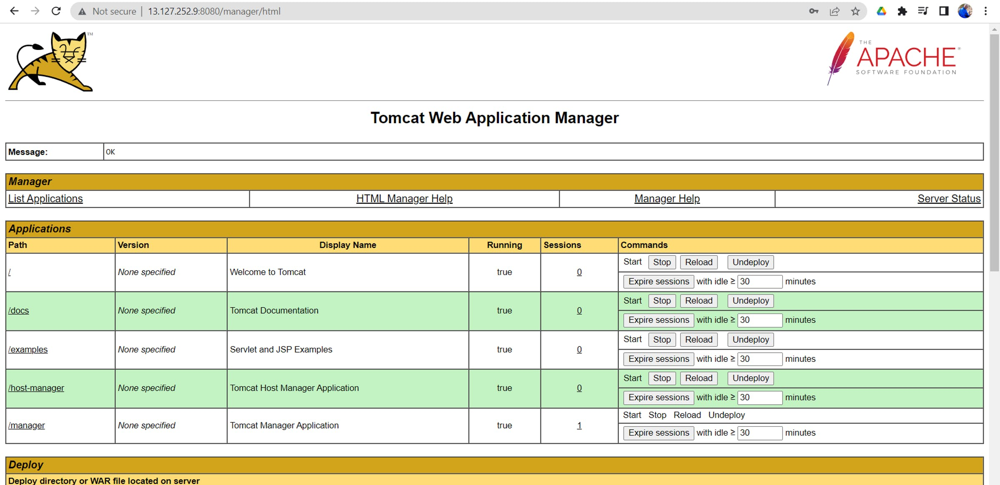 Not secure | 13.127.252.9:8080/manager/html
TM
THE
APACHE®
SOFTWARE FOUNDATION
Tomcat Web Application Manager
Message: OK
Manager
List Applications HTML Manager Help Manager Help Server Status
Applications
Path Version Display Name Running Sessions Commands
/ None specified Welcome to Tomcat true 0 Start Stop Reload Undeploy
Expire sessions with idle ≥ 30 minutes
/docs None specified Tomcat Documentation true 0 Start Stop Reload Undeploy
Expire sessions with idle ≥ 30 minutes
/examples None specified Servlet and JSP Examples true 0 Start Stop Reload Undeploy
Expire sessions with idle ≥ 30 minutes
/host-manager None specified Tomcat Host Manager Application true 0 Start Stop Reload Undeploy
Expire sessions with idle ≥ 30 minutes
/manager None specified Tomcat Manager Application true 1 Start Stop Reload Undeploy
Expire sessions with idle ≥ 30 minutes
Deploy
Deploy directory or WAR file located on server